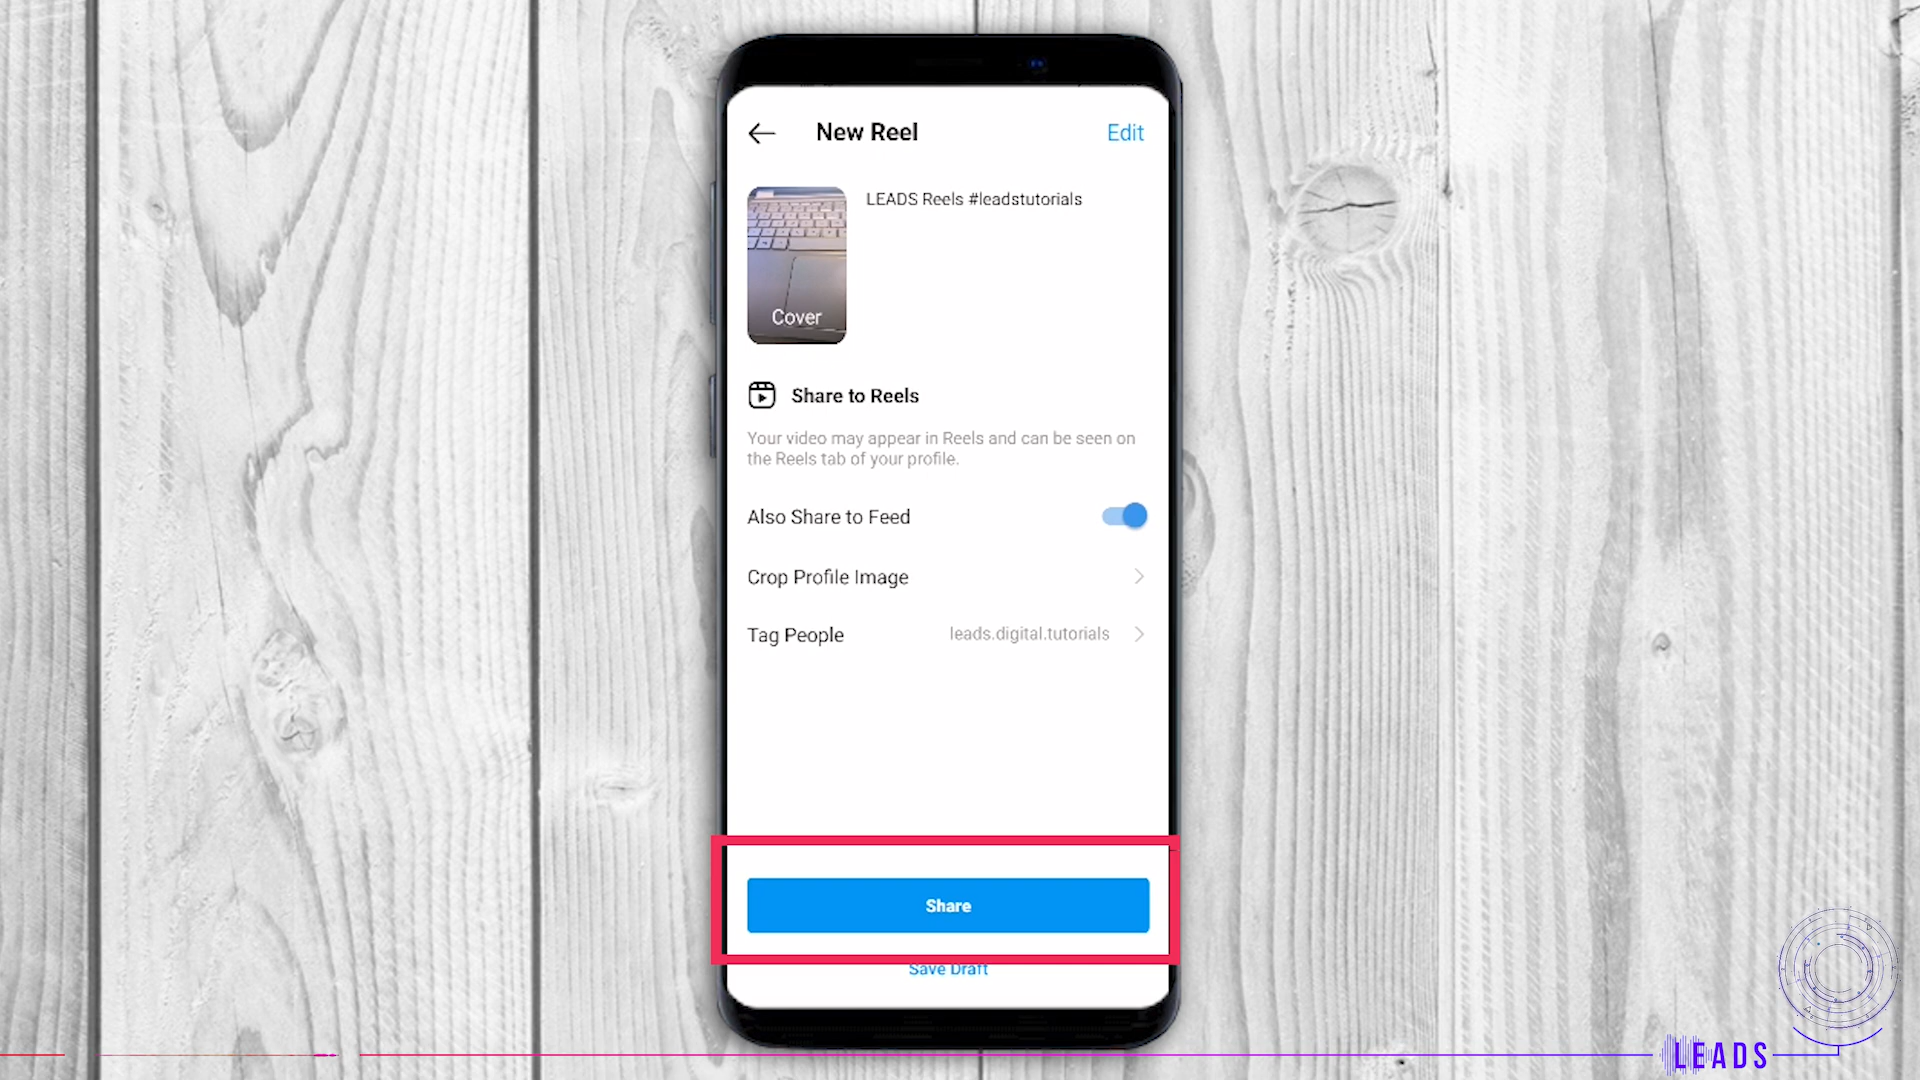 New Reel
Edit
LEADS Reels #leadstutorials
Cover
Share to Reels
Your video may appear in Reels and can be seen on
the Reels tab of your profile.
Also Share to Feed
Crop Profile Image
Tag People
leads.digital.tutorials
Share
Save Draft
LEADS